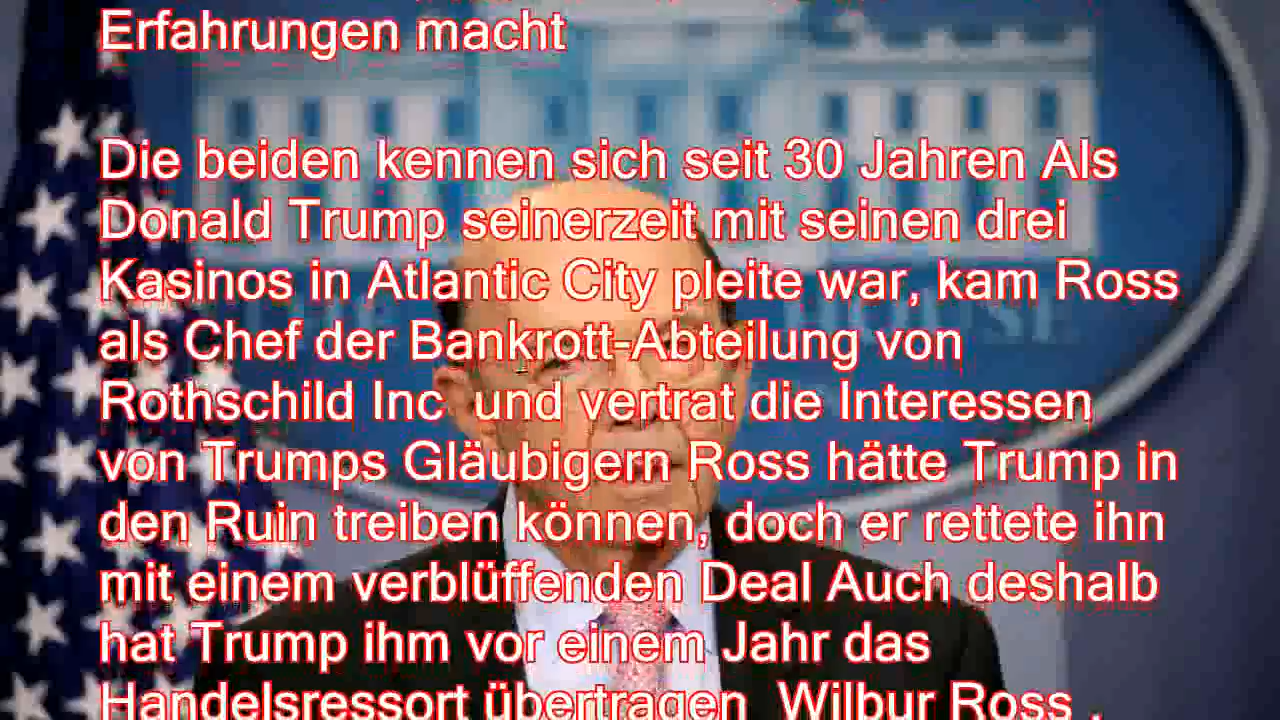 Erfahrungen macht
Die beiden kennen sich seit 30 Jahren Als
Donald Trump seinerzeit mit seinen drei
Kasinos in Atlantic City pleite war, kam Ross
als Chef der Bankrott-Abteilung von
Rothschild Inc und vertrat die Interessen
von Trumps Gläubigern Ross hätte Trump in
den Ruin treiben können, doch er rettete ihn
mit einem verblüffenden Deal Auch deshalb
hat Trump ihm vor einem Jahr das
Handelsressort übertragen Wilbur Ross ,